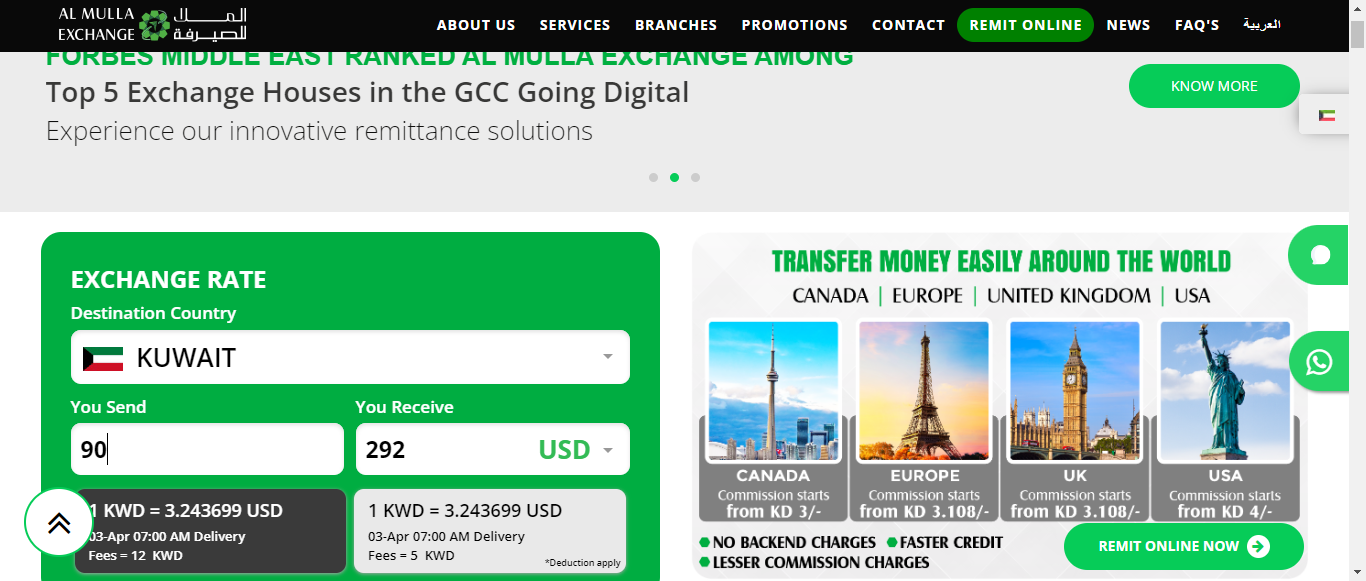 AL MULLA الملا
EXCHANGE للصيرفة
ABOUT US SERVICES BRANCHES PROMOTIONS CONTACT REMIT ONLINE NEWS FAQ'S العربية
FORBES MIDDLE EAST RANKED AL MULLA EXCHANGE AMONG
Top 5 Exchange Houses in the GCC Going Digital
Experience our innovative remittance solutions
KNOW MORE
EXCHANGE RATE
Destination Country
KUWAIT
You Send You Receive
90 292 USD
1 KWD = 3.243699 USD
03-Apr 07:00 AM Delivery
Fees = 12 KWD
1 KWD = 3.243699 USD
03-Apr 07:00 AM Delivery
Fees = 5 KWD
*Deduction apply
TRANSFER MONEY EASILY AROUND THE WORLD
CANADA | EUROPE | UNITED KINGDOM | USA
CANADA
Commission starts
from KD 3/-
EUROPE
Commission starts
from KD 3.108/-
UK
Commission starts
from KD 3.108/-
USA
Commission starts
from KD 4/-
NO BACKEND CHARGES FASTER CREDIT
LESSER COMMISSION CHARGES
REMIT ONLINE NOW